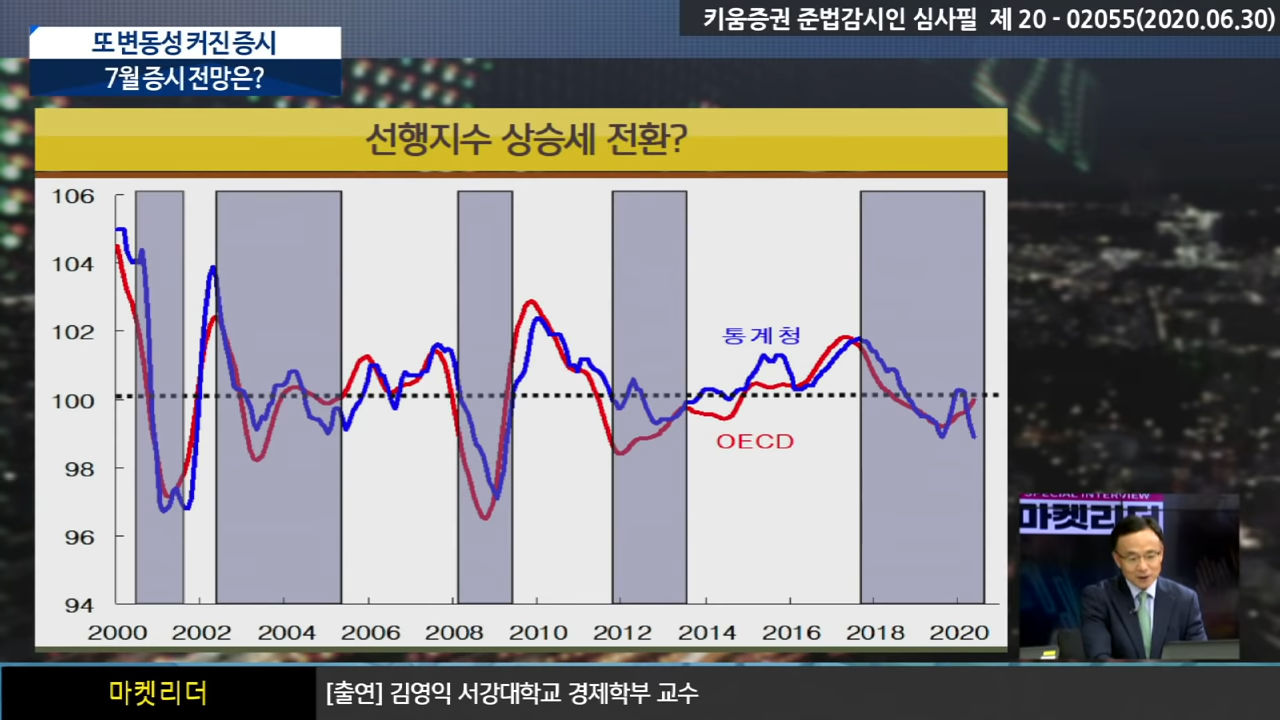 키움증권 준법감시인 심사필 제 20 - 02055(2020.06.30)
또 변동성 커진 증시
7월 증시 전망은?
선행지수 상승세 전환?
106
104
102
100
98
96
94
통계청
OECD
2000 2002 2004 2006 2008 2010 2012 2014 2016 2018 2020
SPECIAL INTERVIEW
마켓리더
마켓리더
[출연] 김영익 서강대학교 경제학부 교수